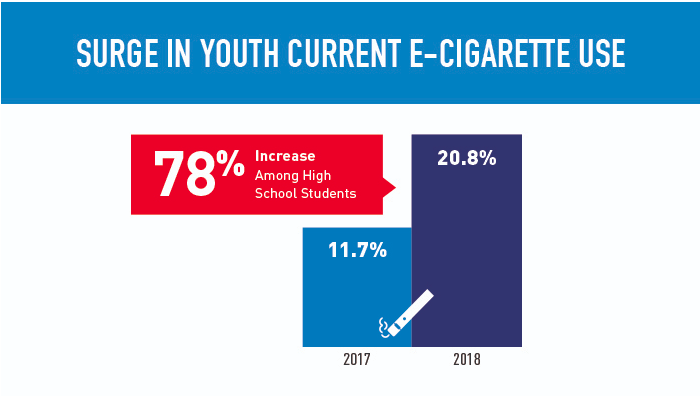 SURGE IN YOUTH CURRENT E-CIGARETTE USE
78% Increase
Among High
School Students
20.8%
11.7%
2017
2018